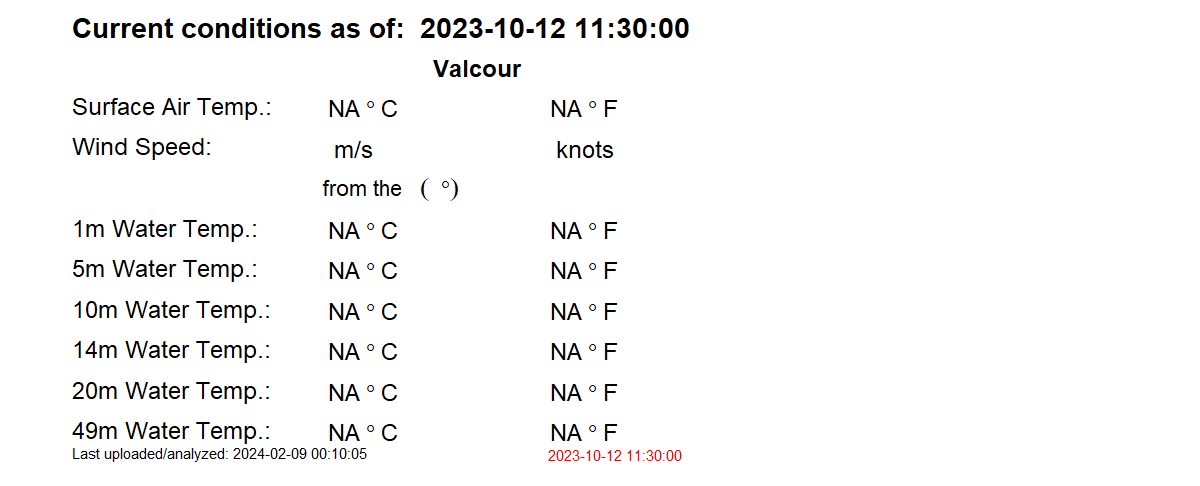 Current conditions as of: 2023-10-12 11:30:00
Valcour
Surface Air Temp.: NA ° C NA ° F
Wind Speed: m/s knots
from the ( °)
1m Water Temp.: NA ° C NA ° F
5m Water Temp.: NA ° C NA ° F
10m Water Temp.: NA ° C NA ° F
14m Water Temp.: NA ° C NA ° F
20m Water Temp.: NA ° C NA ° F
49m Water Temp.: NA ° C NA ° F
Last uploaded/analyzed: 2024-02-09 00:10:05 2023-10-12 11:30:00